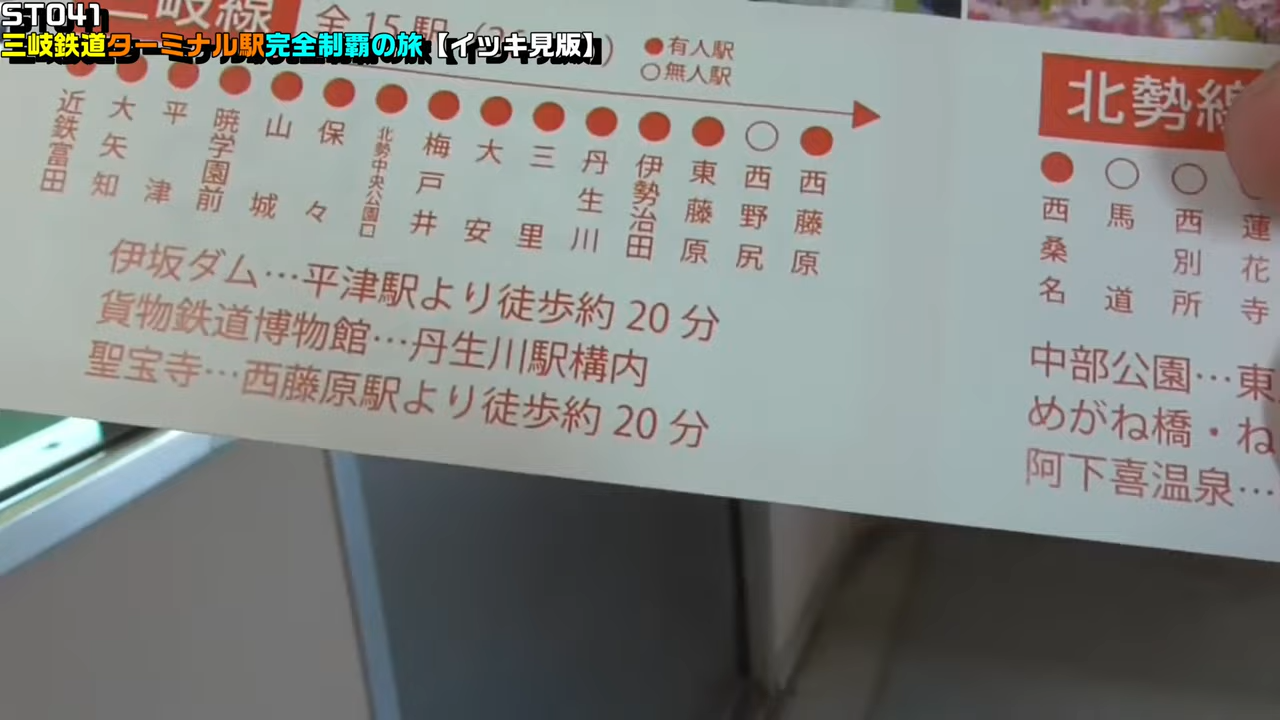 ST041
三岐鉄道ターミナル駅完全制覇の旅【イツキ見版】
三岐線
全15駅
●有人駅
○無人駅
近鉄富田
大矢知
平津
暁学園前
山城
保々
北勢中央公園口
梅戸井
大安
三里
丹生川
伊勢治田
東藤原
西野尻
西藤原
伊坂ダム…平津駅より徒歩約20分
貨物鉄道博物館…丹生川駅構内
聖宝寺…西藤原駅より徒歩約20分
北勢線
西桑名
馬道
西別所
蓮花寺
中部公園…東
めがね橋・ね
阿下喜温泉…